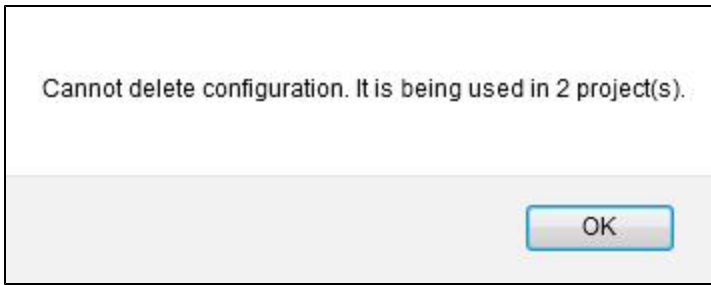 Cannot delete configuration. It is being used in 2 project(s).
OK